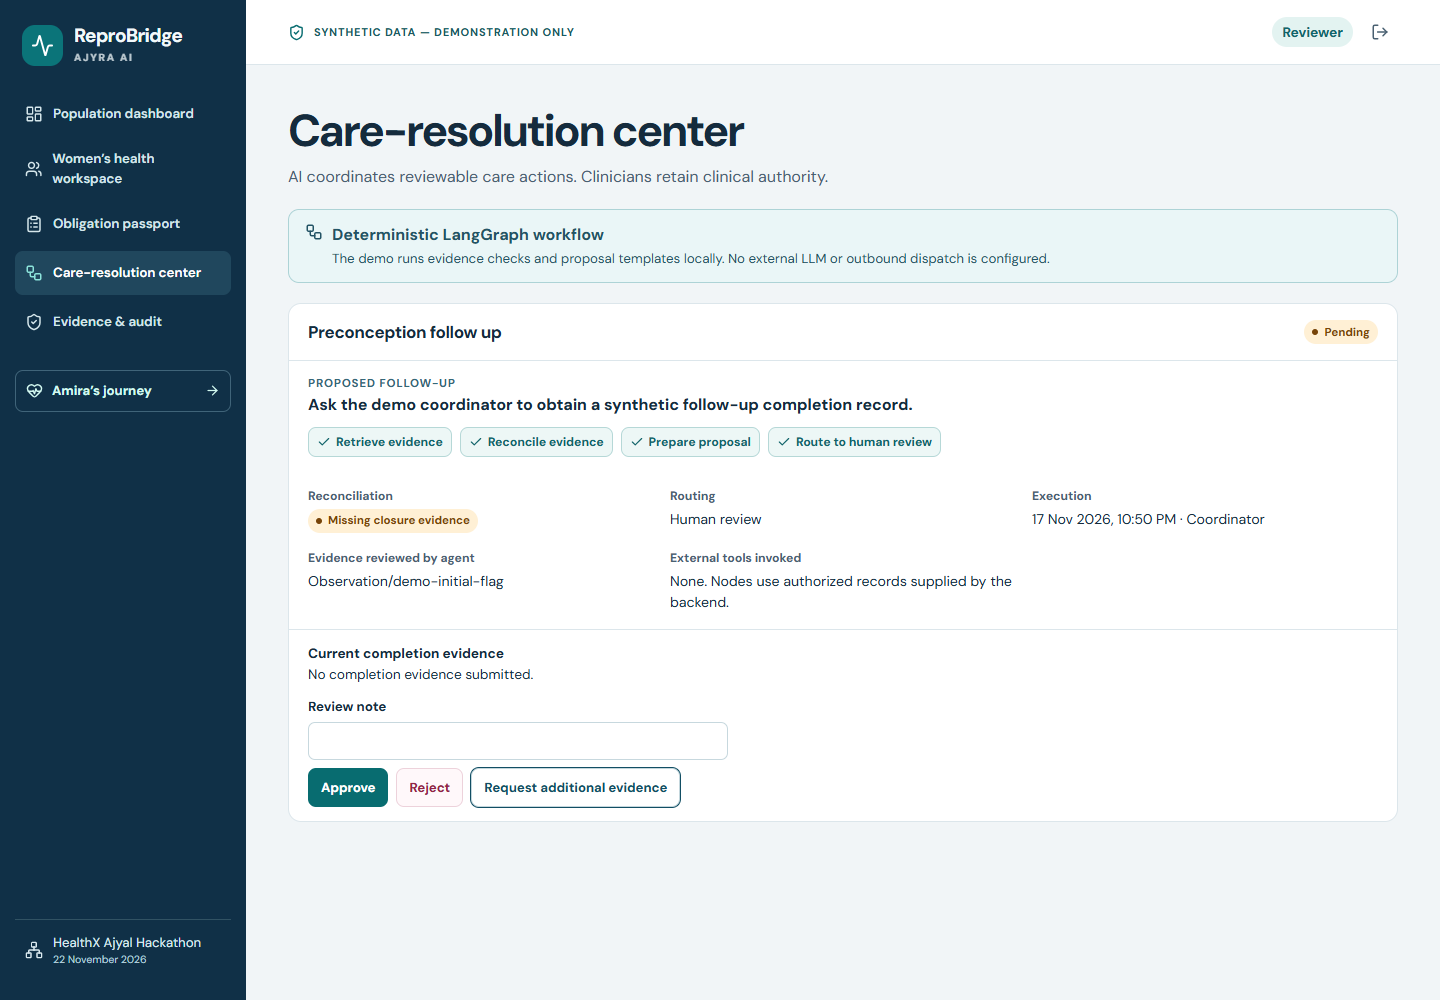 ReproBridge
AJYRA AI
Population dashboard
Women's health
workspace
Obligation passport
Care-resolution center
Evidence & audit
Amira's journey
HealthX Ajyal Hackathon
22 November 2026
SYNTHETIC DATA — DEMONSTRATION ONLY
Reviewer
Care-resolution center
AI coordinates reviewable care actions. Clinicians retain clinical authority.
Deterministic LangGraph workflow
The demo runs evidence checks and proposal templates locally. No external LLM or outbound dispatch is configured.
Preconception follow up
Pending
PROPOSED FOLLOW-UP
Ask the demo coordinator to obtain a synthetic follow-up completion record.
Retrieve evidence
Reconcile evidence
Prepare proposal
Route to human review
Reconciliation
Missing closure evidence
Routing
Human review
Execution
17 Nov 2026, 10:50 PM · Coordinator
Evidence reviewed by agent
Observation/demo-initial-flag
External tools invoked
None. Nodes use authorized records supplied by the
backend.
Current completion evidence
No completion evidence submitted.
Review note
Approve
Reject
Request additional evidence